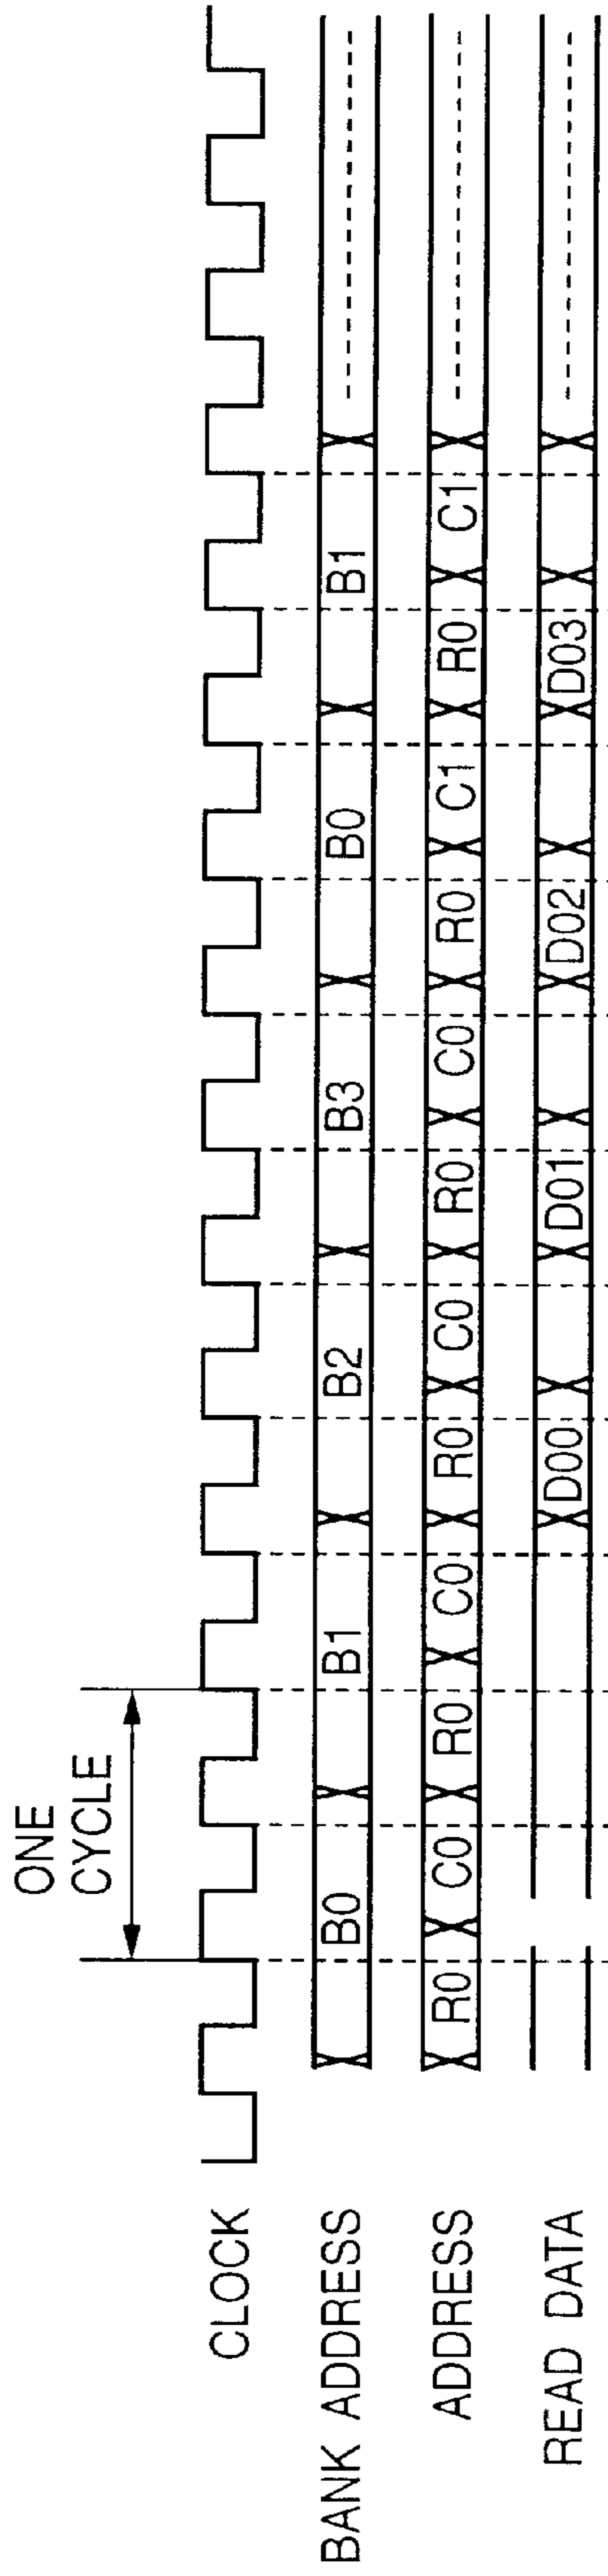 ONE
CYCLE
CLOCK
BANK ADDRESS B0 B1 B2 B3 B0 B1
ADDRESS R0 C0 R0 C0 R0 C0 R0 C0 R0 C1 R0 C1
READ DATA D00 D01 D02 D03